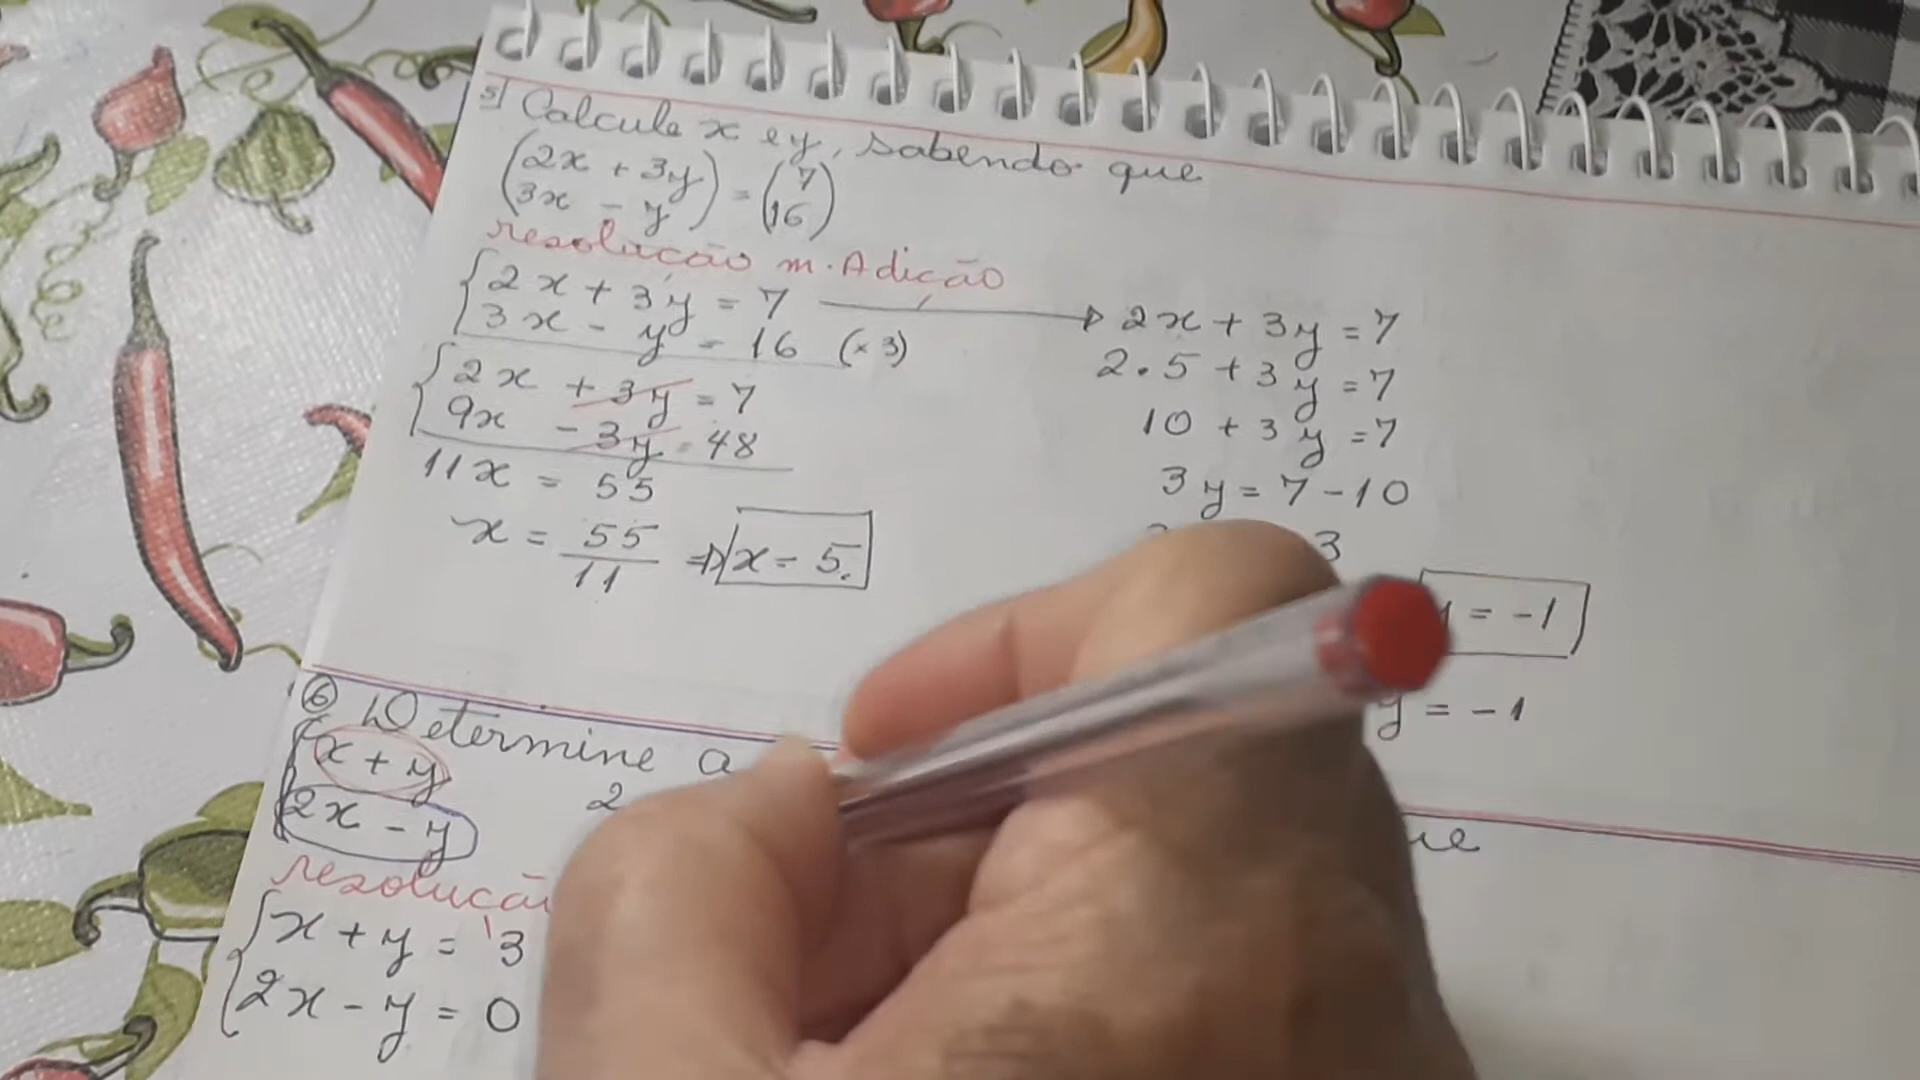 5) Calcule x e y, sabendo que
(2x + 3y) = (7)
(3x - y) (16)
resolução m. Adição
{2x + 3y = 7
3x - y = 16 (×3)
{2x + 3y = 7
9x - 3y = 48
11x = 55
x = 55/11 ⇒ x = 5.
2x + 3y = 7
2.5 + 3y = 7
10 + 3y = 7
3y = 7 - 10
3
= -1
y = -1
6 Determine a
x + y
2
2x - y
{x + y = 3
2x - y = 0